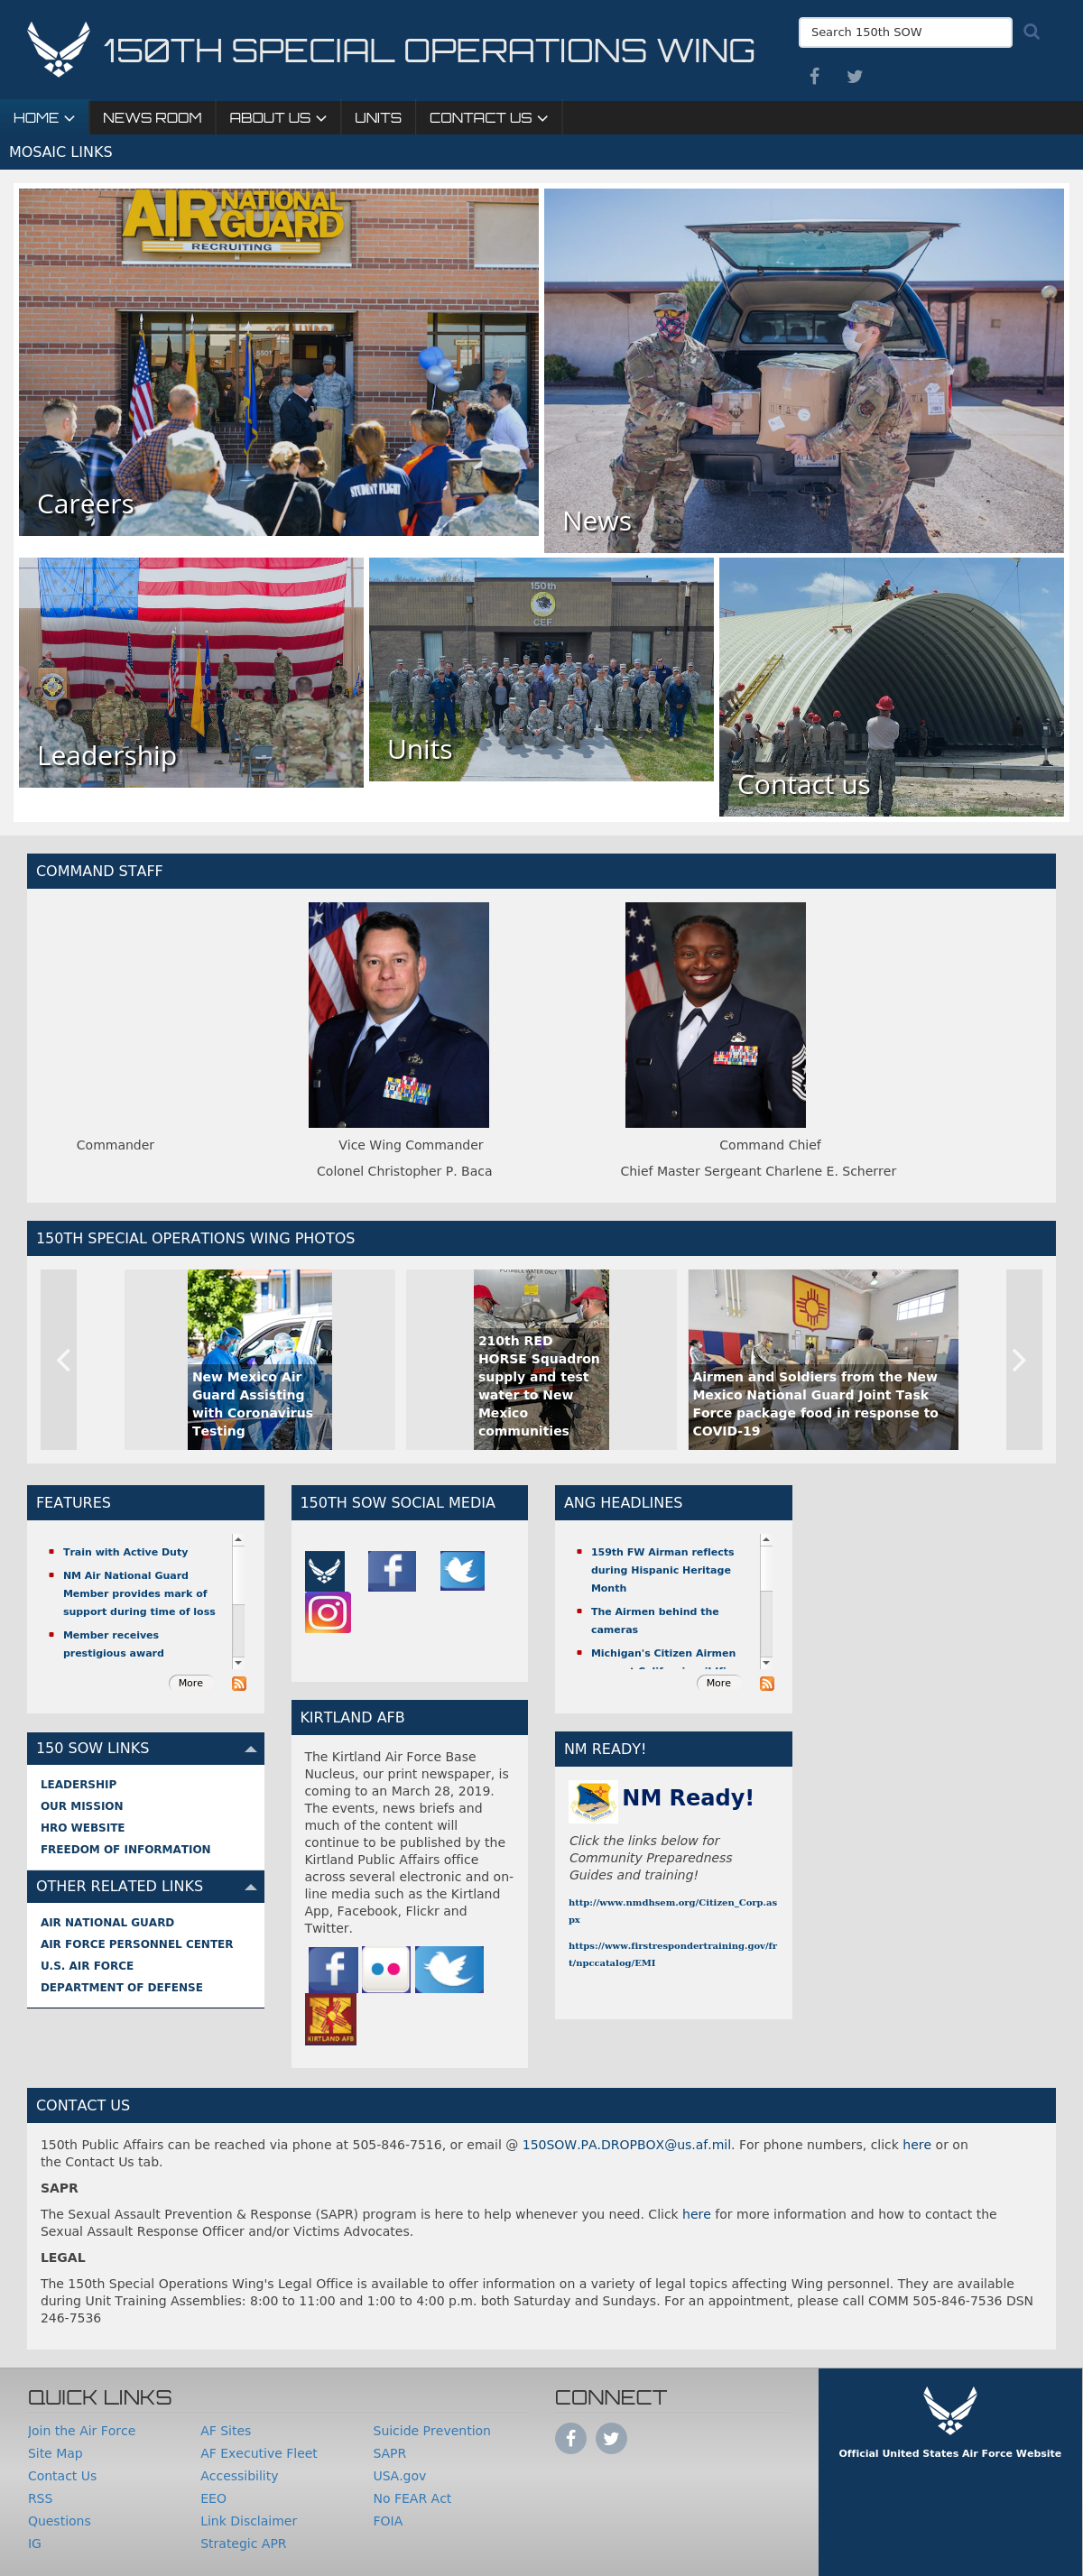 150TH SPECIAL OPERATIONS WING
Search 150th SOW
HOME
NEWS ROOM
ABOUT US
UNITS
CONTACT US
MOSAIC LINKS
AIR NATIONAL GUARD
RECRUITING
STUDENT FLIGHT
Careers
News
Leadership
150th
CEF
Units
Contact us
COMMAND STAFF
Commander
Vice Wing Commander
Command Chief
Colonel Christopher P. Baca
Chief Master Sergeant Charlene E. Scherrer
150TH SPECIAL OPERATIONS WING PHOTOS
New Mexico Air
Guard Assisting
with Coronavirus
Testing
POTABLE WATER ONLY
210th RED
HORSE Squadron
supply and test
water to New
Mexico
communities
Airmen and Soldiers from the New
Mexico National Guard Joint Task
Force package food in response to
COVID-19
FEATURES
Train with Active Duty
NM Air National Guard
Member provides mark of
support during time of loss
Member receives
prestigious award
More
150 SOW LINKS
LEADERSHIP
OUR MISSION
HRO WEBSITE
FREEDOM OF INFORMATION
OTHER RELATED LINKS
AIR NATIONAL GUARD
AIR FORCE PERSONNEL CENTER
U.S. AIR FORCE
DEPARTMENT OF DEFENSE
150TH SOW SOCIAL MEDIA
KIRTLAND AFB
The Kirtland Air Force Base
Nucleus, our print newspaper, is
coming to an March 28, 2019.
The events, news briefs and
much of the content will
continue to be published by the
Kirtland Public Affairs office
across several electronic and on-
line media such as the Kirtland
App, Facebook, Flickr and
Twitter.
KIRTLAND AFB
ANG HEADLINES
159th FW Airman reflects
during Hispanic Heritage
Month
The Airmen behind the
cameras
Michigan's Citizen Airmen
More
NM READY!
NM Ready!
Click the links below for
Community Preparedness
Guides and training!
http://www.nmdhsem.org/Citizen_Corp.as
px
https://www.firstrespondertraining.gov/fr
t/npccatalog/EMI
CONTACT US
150th Public Affairs can be reached via phone at 505-846-7516, or email @ 150SOW.PA.DROPBOX@us.af.mil. For phone numbers, click here or on
the Contact Us tab.
SAPR
The Sexual Assault Prevention & Response (SAPR) program is here to help whenever you need. Click here for more information and how to contact the
Sexual Assault Response Officer and/or Victims Advocates.
LEGAL
The 150th Special Operations Wing's Legal Office is available to offer information on a variety of legal topics affecting Wing personnel. They are available
during Unit Training Assemblies: 8:00 to 11:00 and 1:00 to 4:00 p.m. both Saturday and Sundays. For an appointment, please call COMM 505-846-7536 DSN
246-7536
QUICK LINKS
Join the Air Force
Site Map
Contact Us
RSS
Questions
IG
AF Sites
AF Executive Fleet
Accessibility
EEO
Link Disclaimer
Strategic APR
Suicide Prevention
SAPR
USA.gov
No FEAR Act
FOIA
CONNECT
Official United States Air Force Website